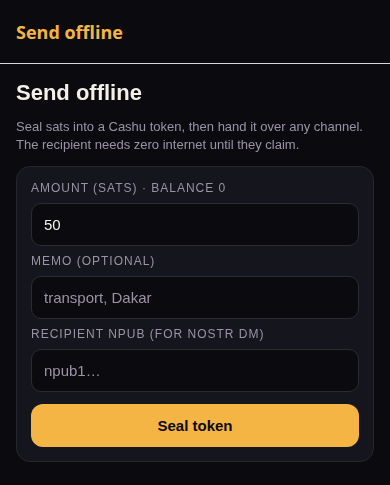 Send offline
Send offline
Seal sats into a Cashu token, then hand it over any channel.
The recipient needs zero internet until they claim.
AMOUNT (SATS) · BALANCE 0
50
MEMO (OPTIONAL)
transport, Dakar
RECIPIENT NPUB (FOR NOSTR DM)
npub1…
Seal token